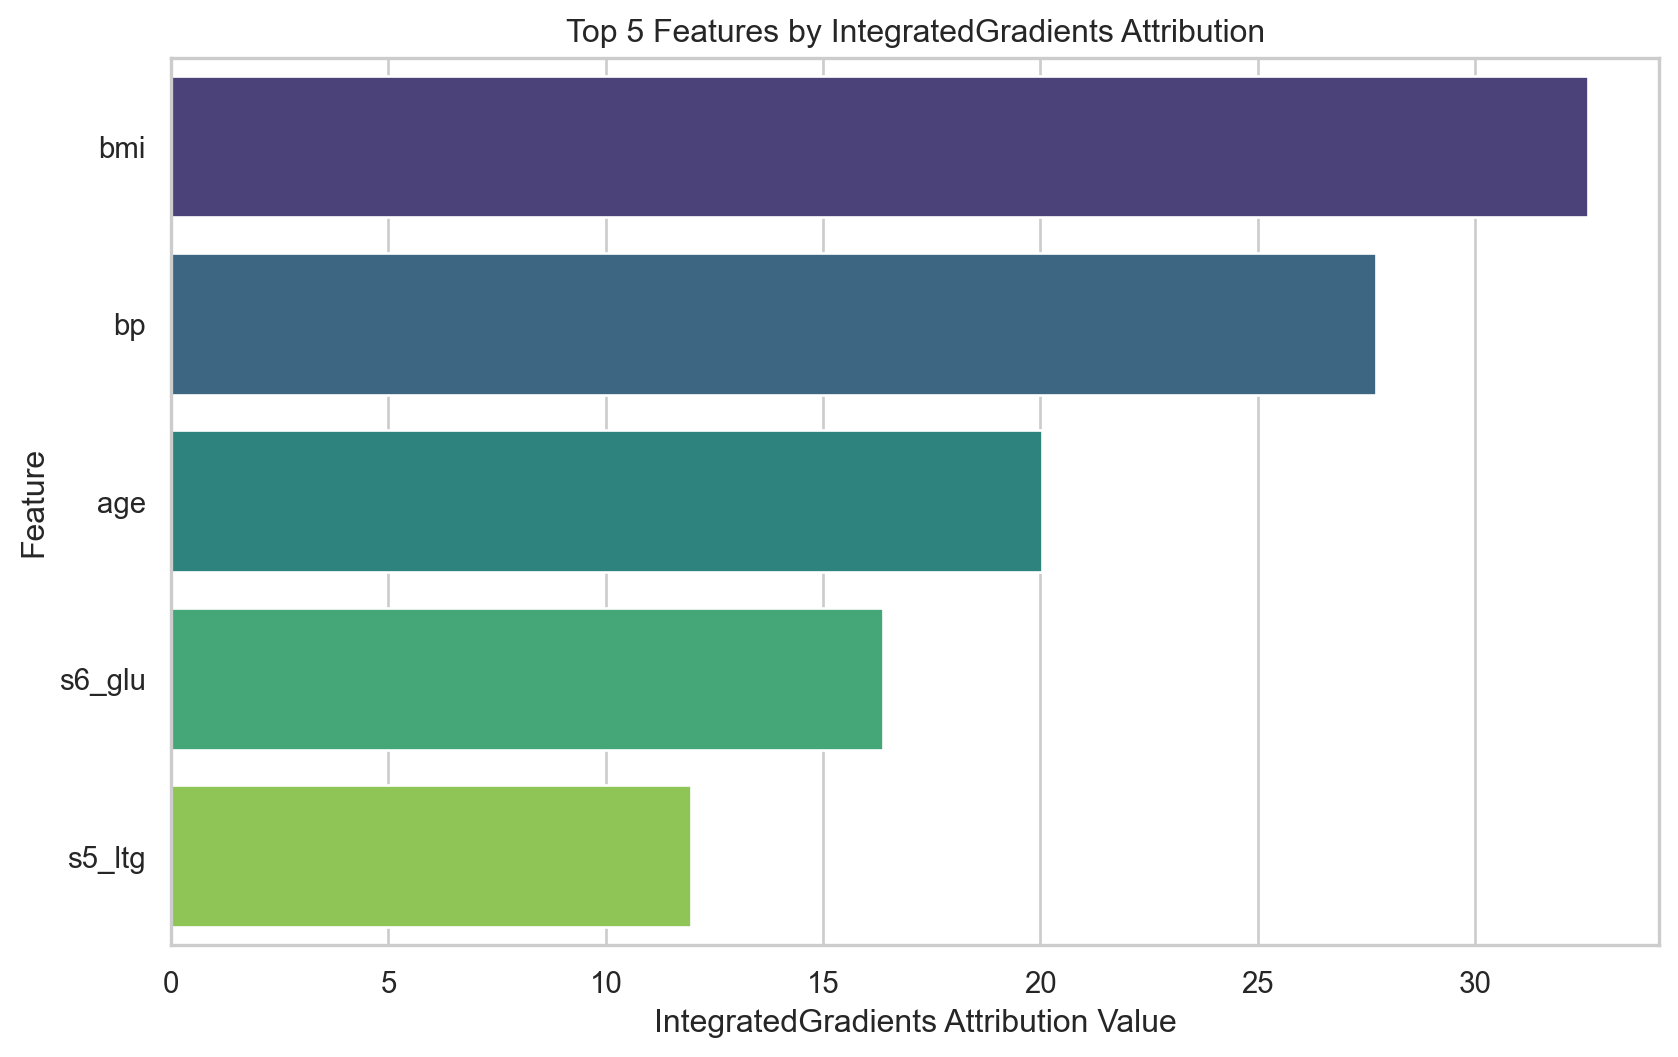 Top 5 Features by IntegratedGradients Attribution
Feature
bmi
bp
age
s6_glu
s5_ltg
0 5 10 15 20 25 30
IntegratedGradients Attribution Value